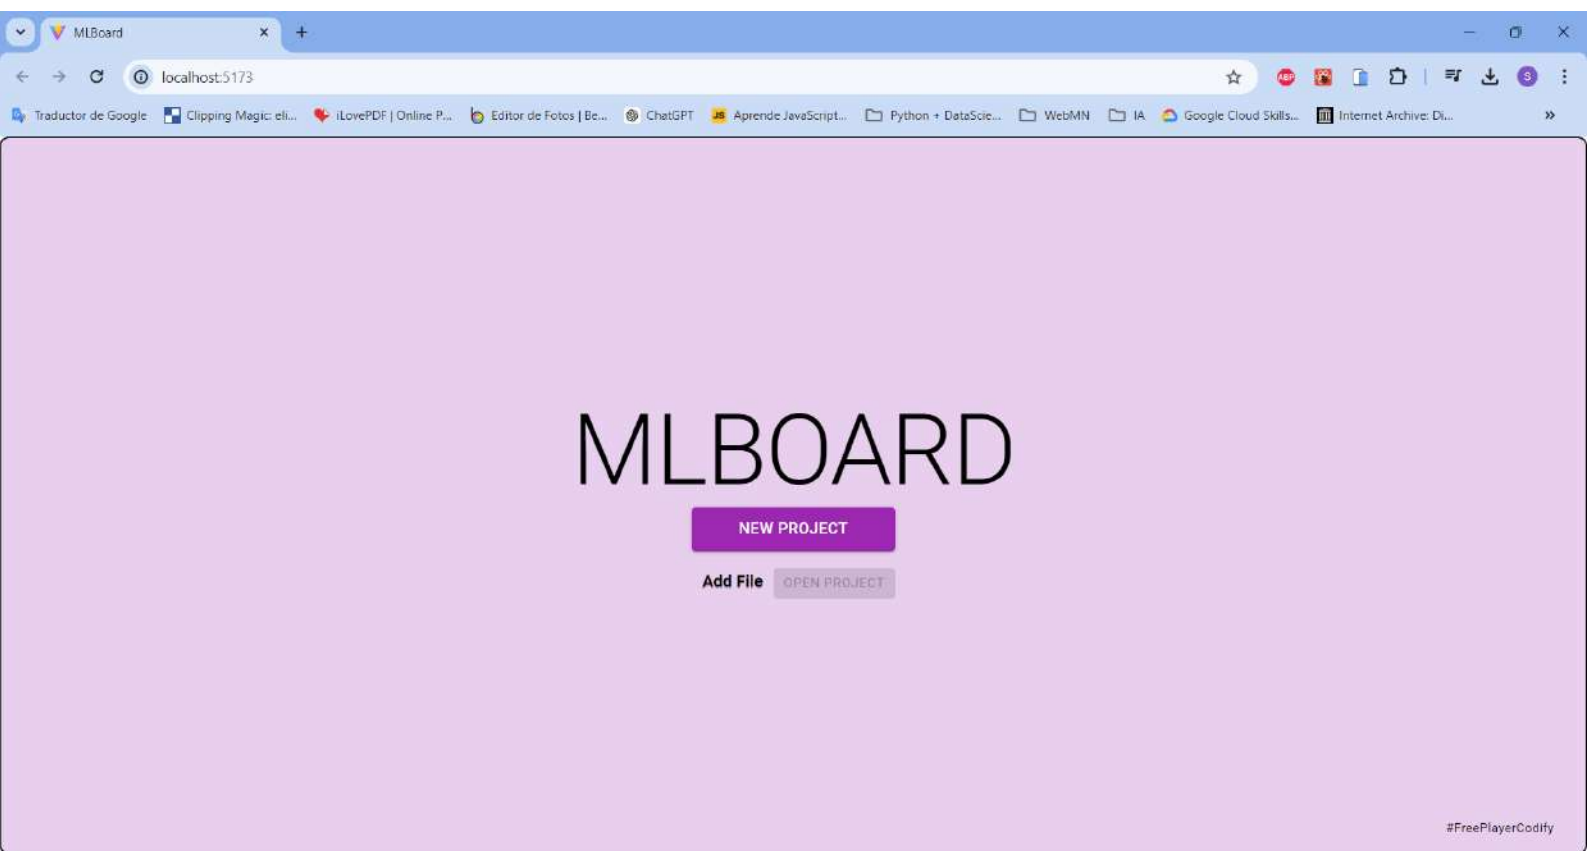 MLBoard
localhost:5173
Traductor de Google Clipping Magic: eli... iLovePDF | Online P... Editor de Fotos | Be... ChatGPT JS Aprende JavaScript... Python + DataScie... WebMN IA Google Cloud Skills... Internet Archive: Di... »
MLBOARD
NEW PROJECT
Add File OPEN PROJECT
#FreePlayerCodify